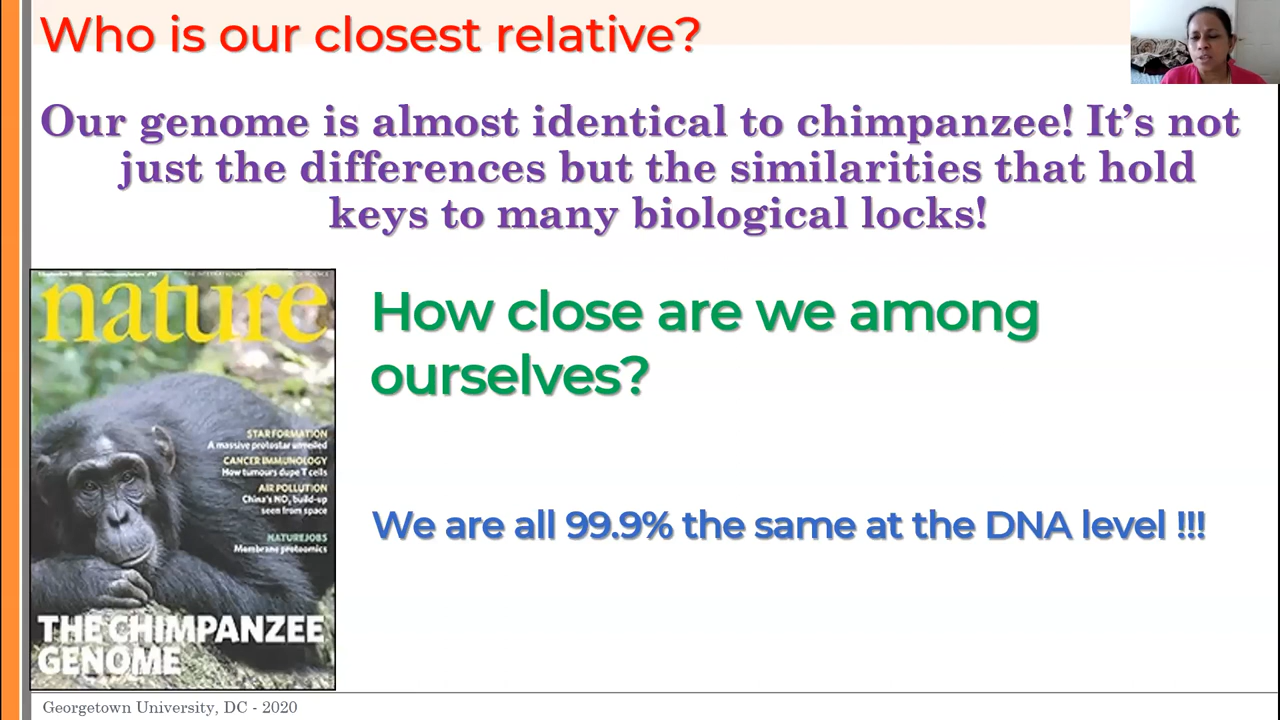 Who is our closest relative?
Our genome is almost identical to chimpanzee! It’s not
just the differences but the similarities that hold
keys to many biological locks!
nature
How close are we among
ourselves?
STAR FORMATION
A massive protostar unveiled
CANCER IMMUNOLOGY
How tumours dupe T cells
AIR POLLUTION
China's NO2 build-up
seen from space
NATUREJOBS
Membrane proteomics
We are all 99.9% the same at the DNA level !!!
THE CHIMPANZEE
GENOME
Georgetown University, DC - 2020